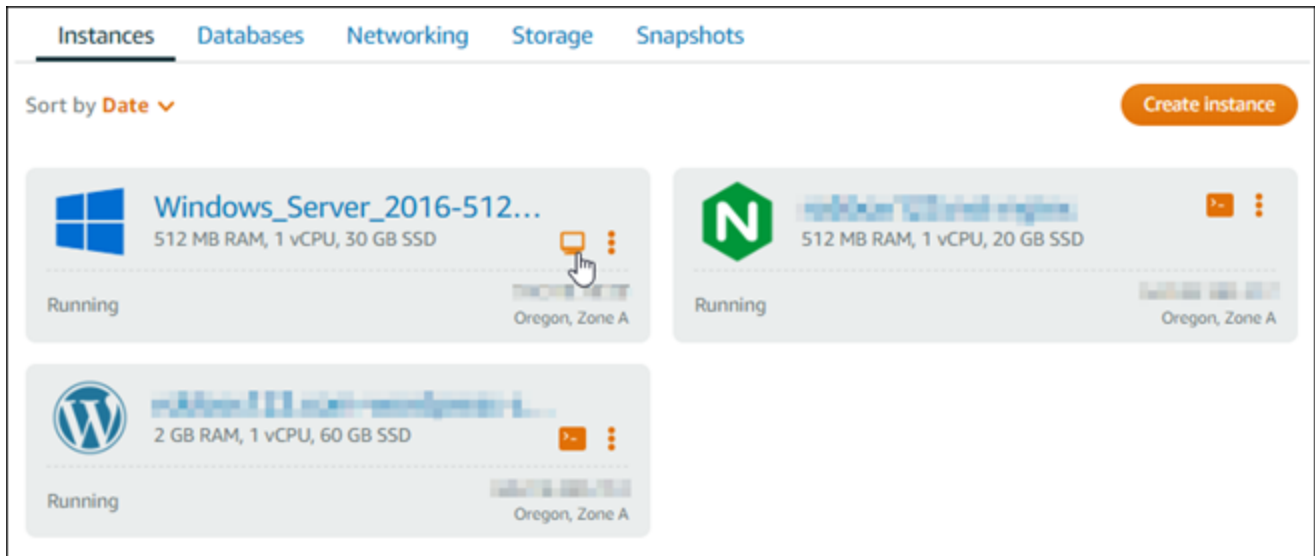 Instances Databases Networking Storage Snapshots
Sort by Date
Create instance
Windows_Server_2016-512...
512 MB RAM, 1 vCPU, 30 GB SSD
Running
Oregon, Zone A
N
512 MB RAM, 1 vCPU, 20 GB SSD
Running
Oregon, Zone A
W
2 GB RAM, 1 vCPU, 60 GB SSD
Running
Oregon, Zone A